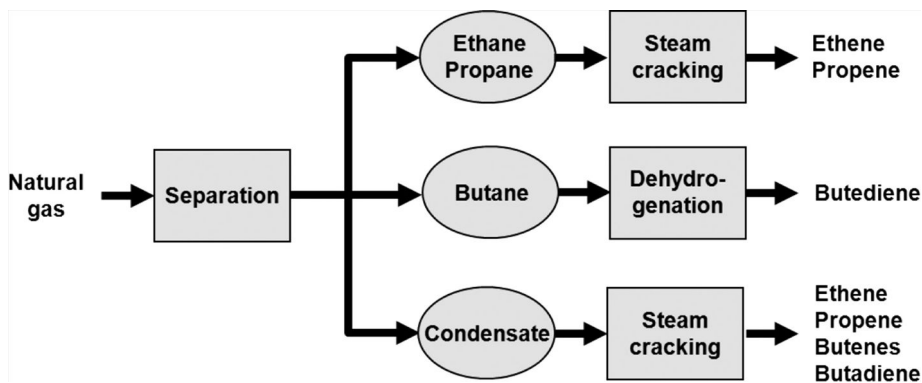 Natural
gas
Separation
Ethane
Propane
Steam
cracking
Ethene
Propene
Butane
Dehydro-
genation
Butediene
Condensate
Steam
cracking
Ethene
Propene
Butenes
Butadiene